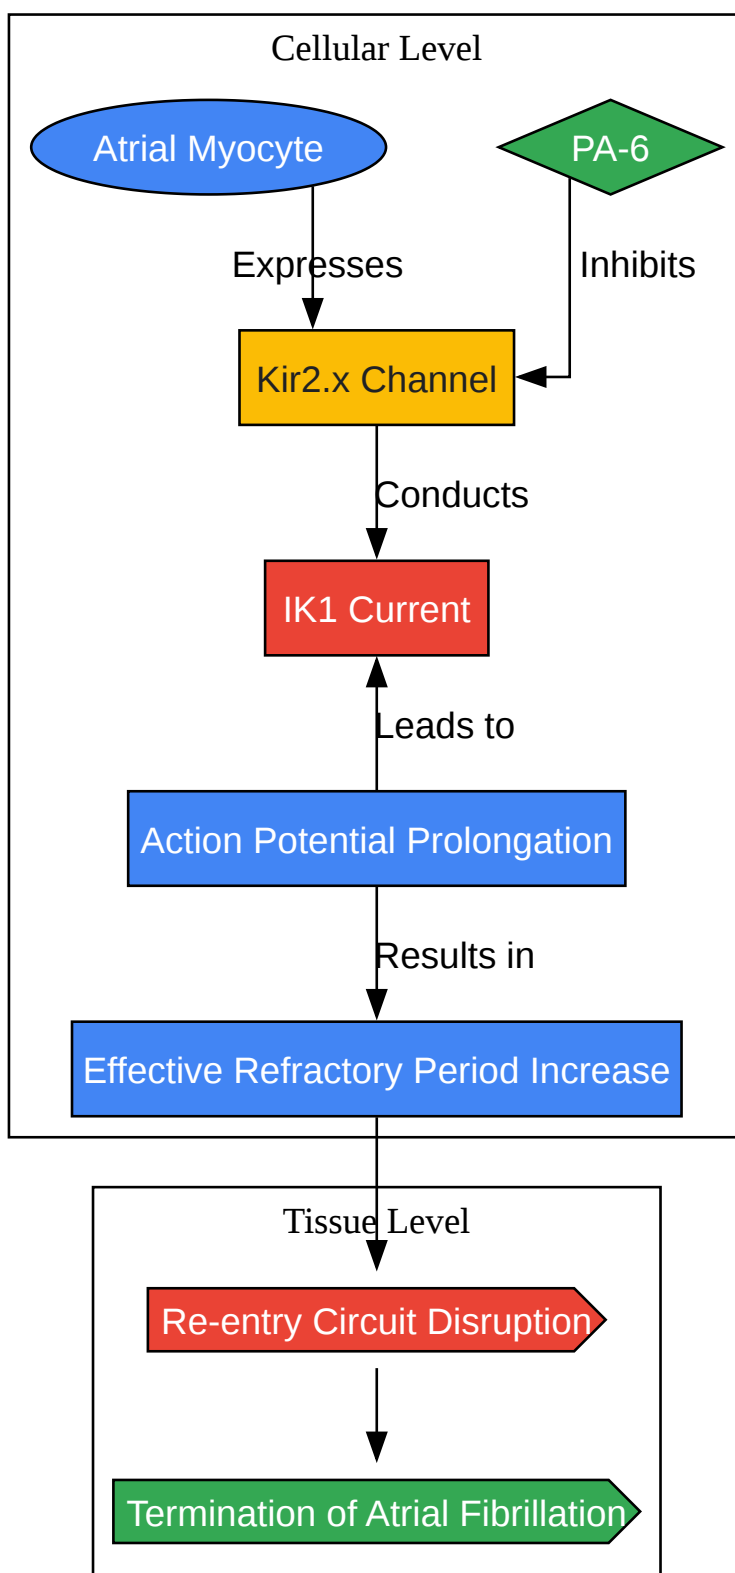 Cellular Level
Atrial Myocyte
PA-6
Expresses
Inhibits
Kir2.x Channel
Conducts
IK1 Current
Leads to
Action Potential Prolongation
Results in
Effective Refractory Period Increase
Tissue Level
Re-entry Circuit Disruption
Termination of Atrial Fibrillation